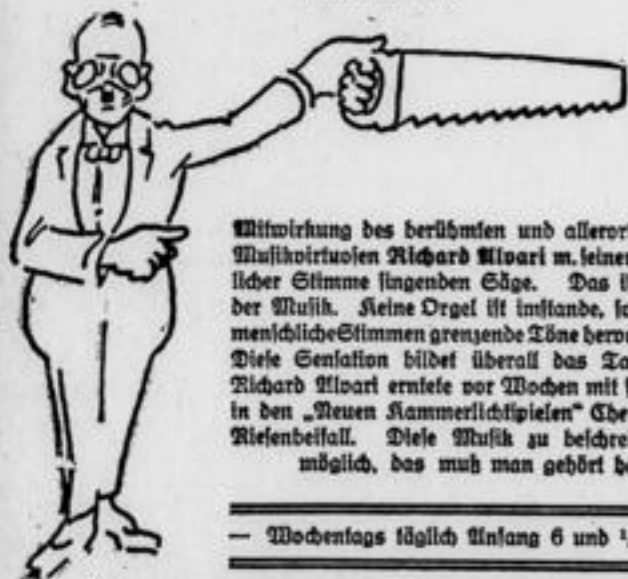 Mitwirkung des berühmten und alleror
Musikvirtuosen Richard Alvari m. seiner
licher Stimme singenden Säge. Das i
der Musik. Keine Orgel ist imstande, so
menschliche Stimmen grenzende Töne hervo
Diese Sensation bildet überall das Ta
Richard Alvari erntete vor Wochen mit
in den „Neuen Kammerlichtspielen“ Che
Riesenbeifall. Diese Musik zu beschre
möglich, das muß man gehört
— Wochentags täglich Anfang 6 und